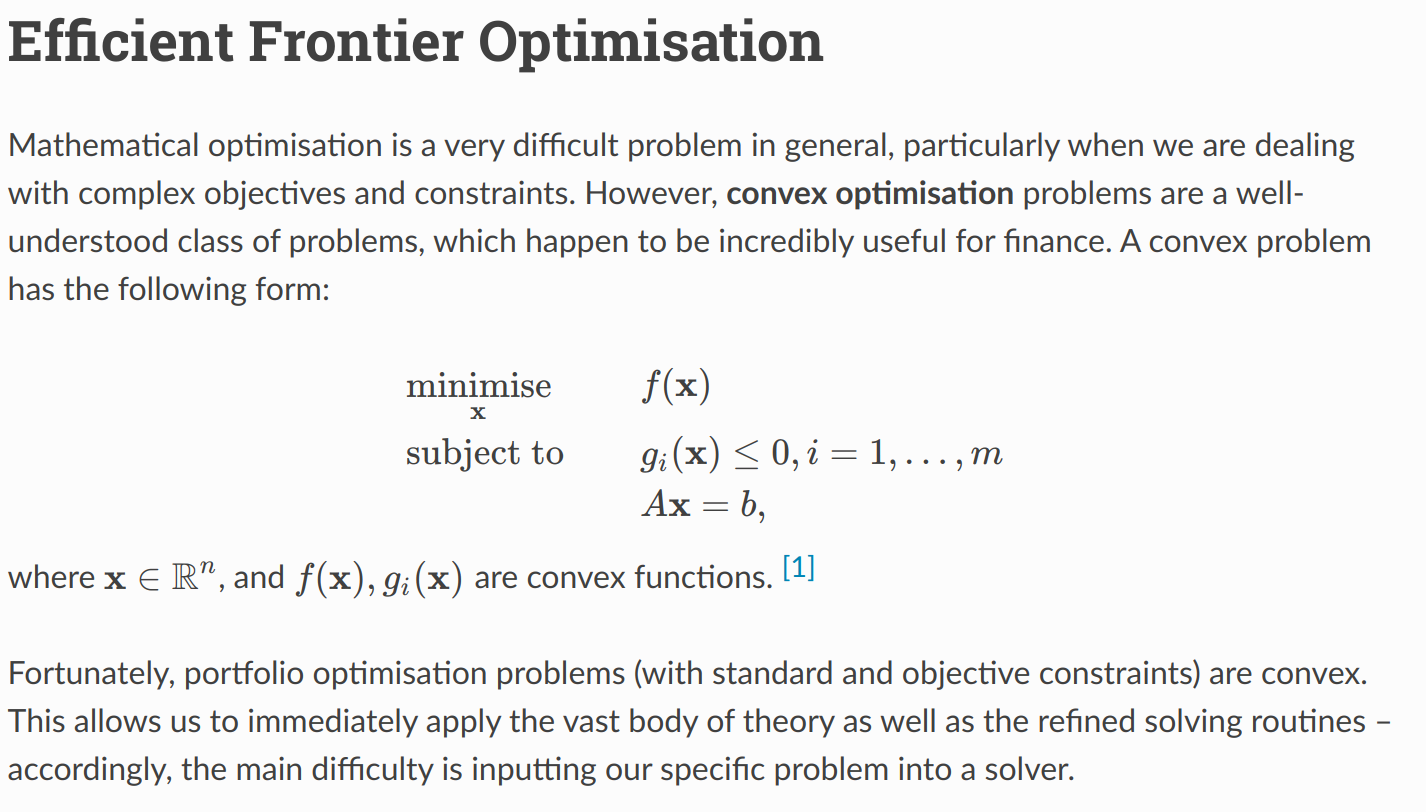 Efficient Frontier Optimisation
Mathematical optimisation is a very difficult problem in general, particularly when we are dealing
with complex objectives and constraints. However, convex optimisation problems are a well-
understood class of problems, which happen to be incredibly useful for finance. A convex problem
has the following form:
minimise f(x)
x
subject to gᵢ(x) ≤ 0, i = 1, . . . , m
Ax = b,
where x ∈ ℝⁿ, and f(x), gᵢ(x) are convex functions. [1]
Fortunately, portfolio optimisation problems (with standard and objective constraints) are convex.
This allows us to immediately apply the vast body of theory as well as the refined solving routines –
accordingly, the main difficulty is inputting our specific problem into a solver.